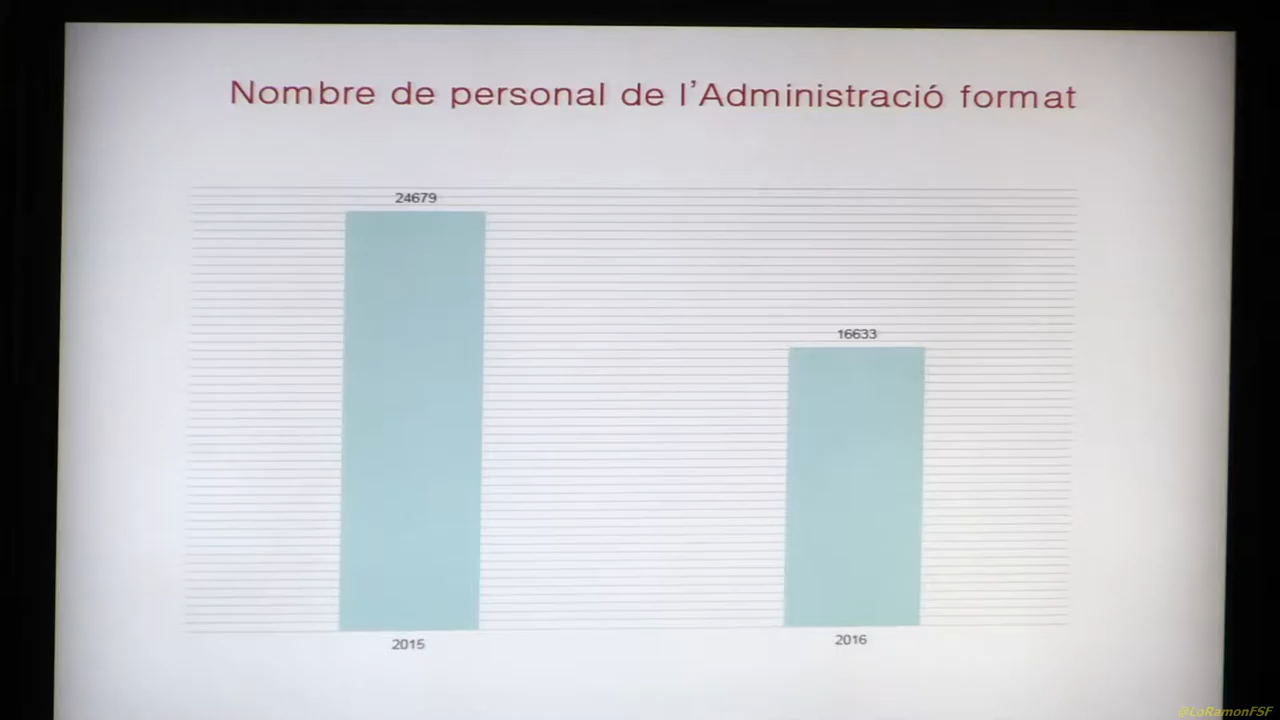 Nombre de personal de l'Administració format
24679
16633
2015
2016
@LoRamonFSF